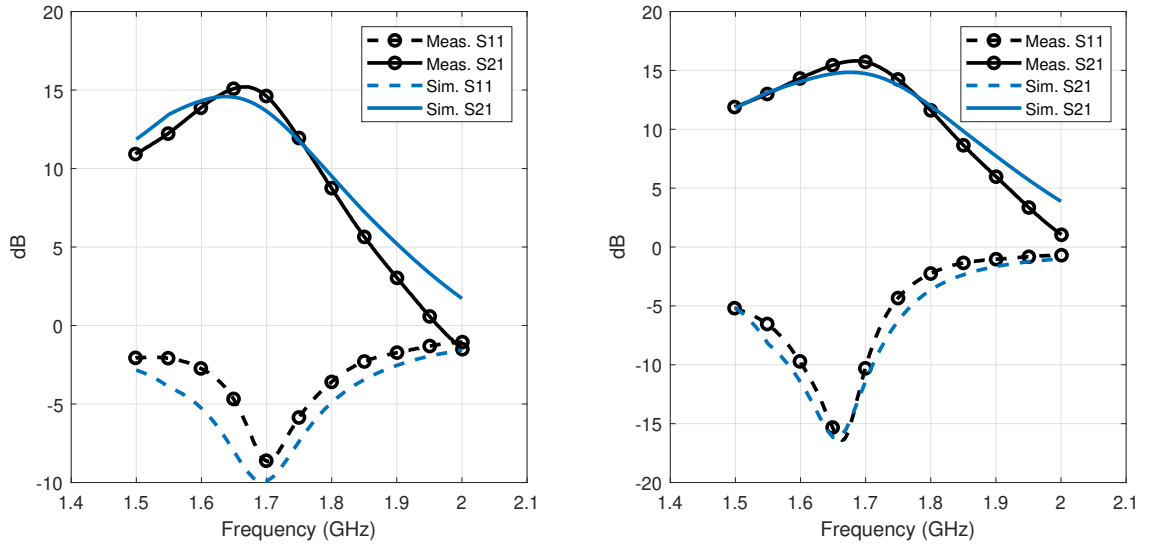 20
15
10
5
0
-5
-10
dB
1.4 1.5 1.6 1.7 1.8 1.9 2 2.1
Frequency (GHz)
Meas. S11
Meas. S21
Sim. S11
Sim. S21
20
15
10
5
0
-5
-10
-15
-20
dB
1.4 1.5 1.6 1.7 1.8 1.9 2 2.1
Frequency (GHz)
Meas. S11
Meas. S21
Sim. S21
Sim. S21